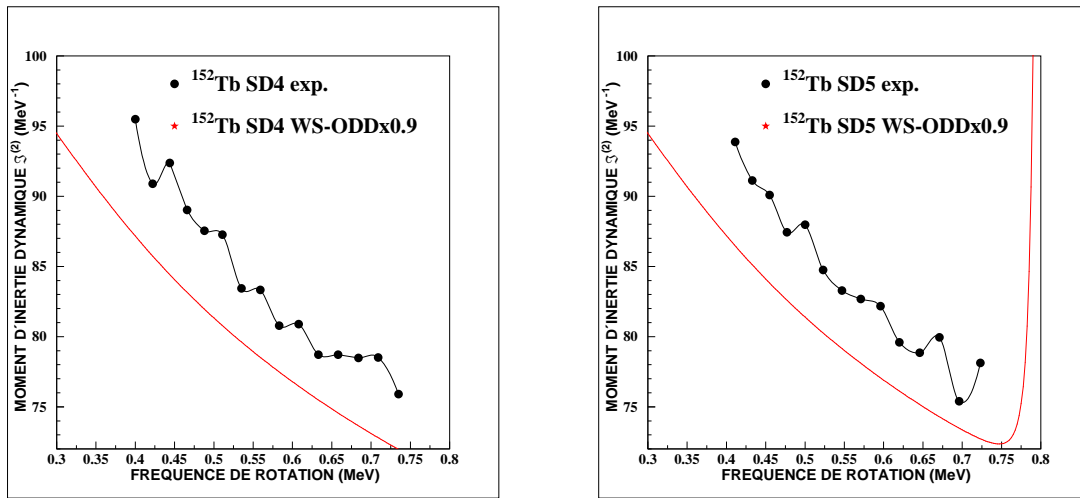 100
95
90
85
80
75
MOMENT D´INERTIE DYNAMIQUE ℑ(2) (MeV-1)
152Tb SD4 exp.
152Tb SD4 WS-ODDx0.9
0.3 0.35 0.4 0.45 0.5 0.55 0.6 0.65 0.7 0.75 0.8
FREQUENCE DE ROTATION (MeV)
100
95
90
85
80
75
MOMENT D´INERTIE DYNAMIQUE ℑ(2) (MeV-1)
152Tb SD5 exp.
152Tb SD5 WS-ODDx0.9
0.3 0.35 0.4 0.45 0.5 0.55 0.6 0.65 0.7 0.75 0.8
FREQUENCE DE ROTATION (MeV)